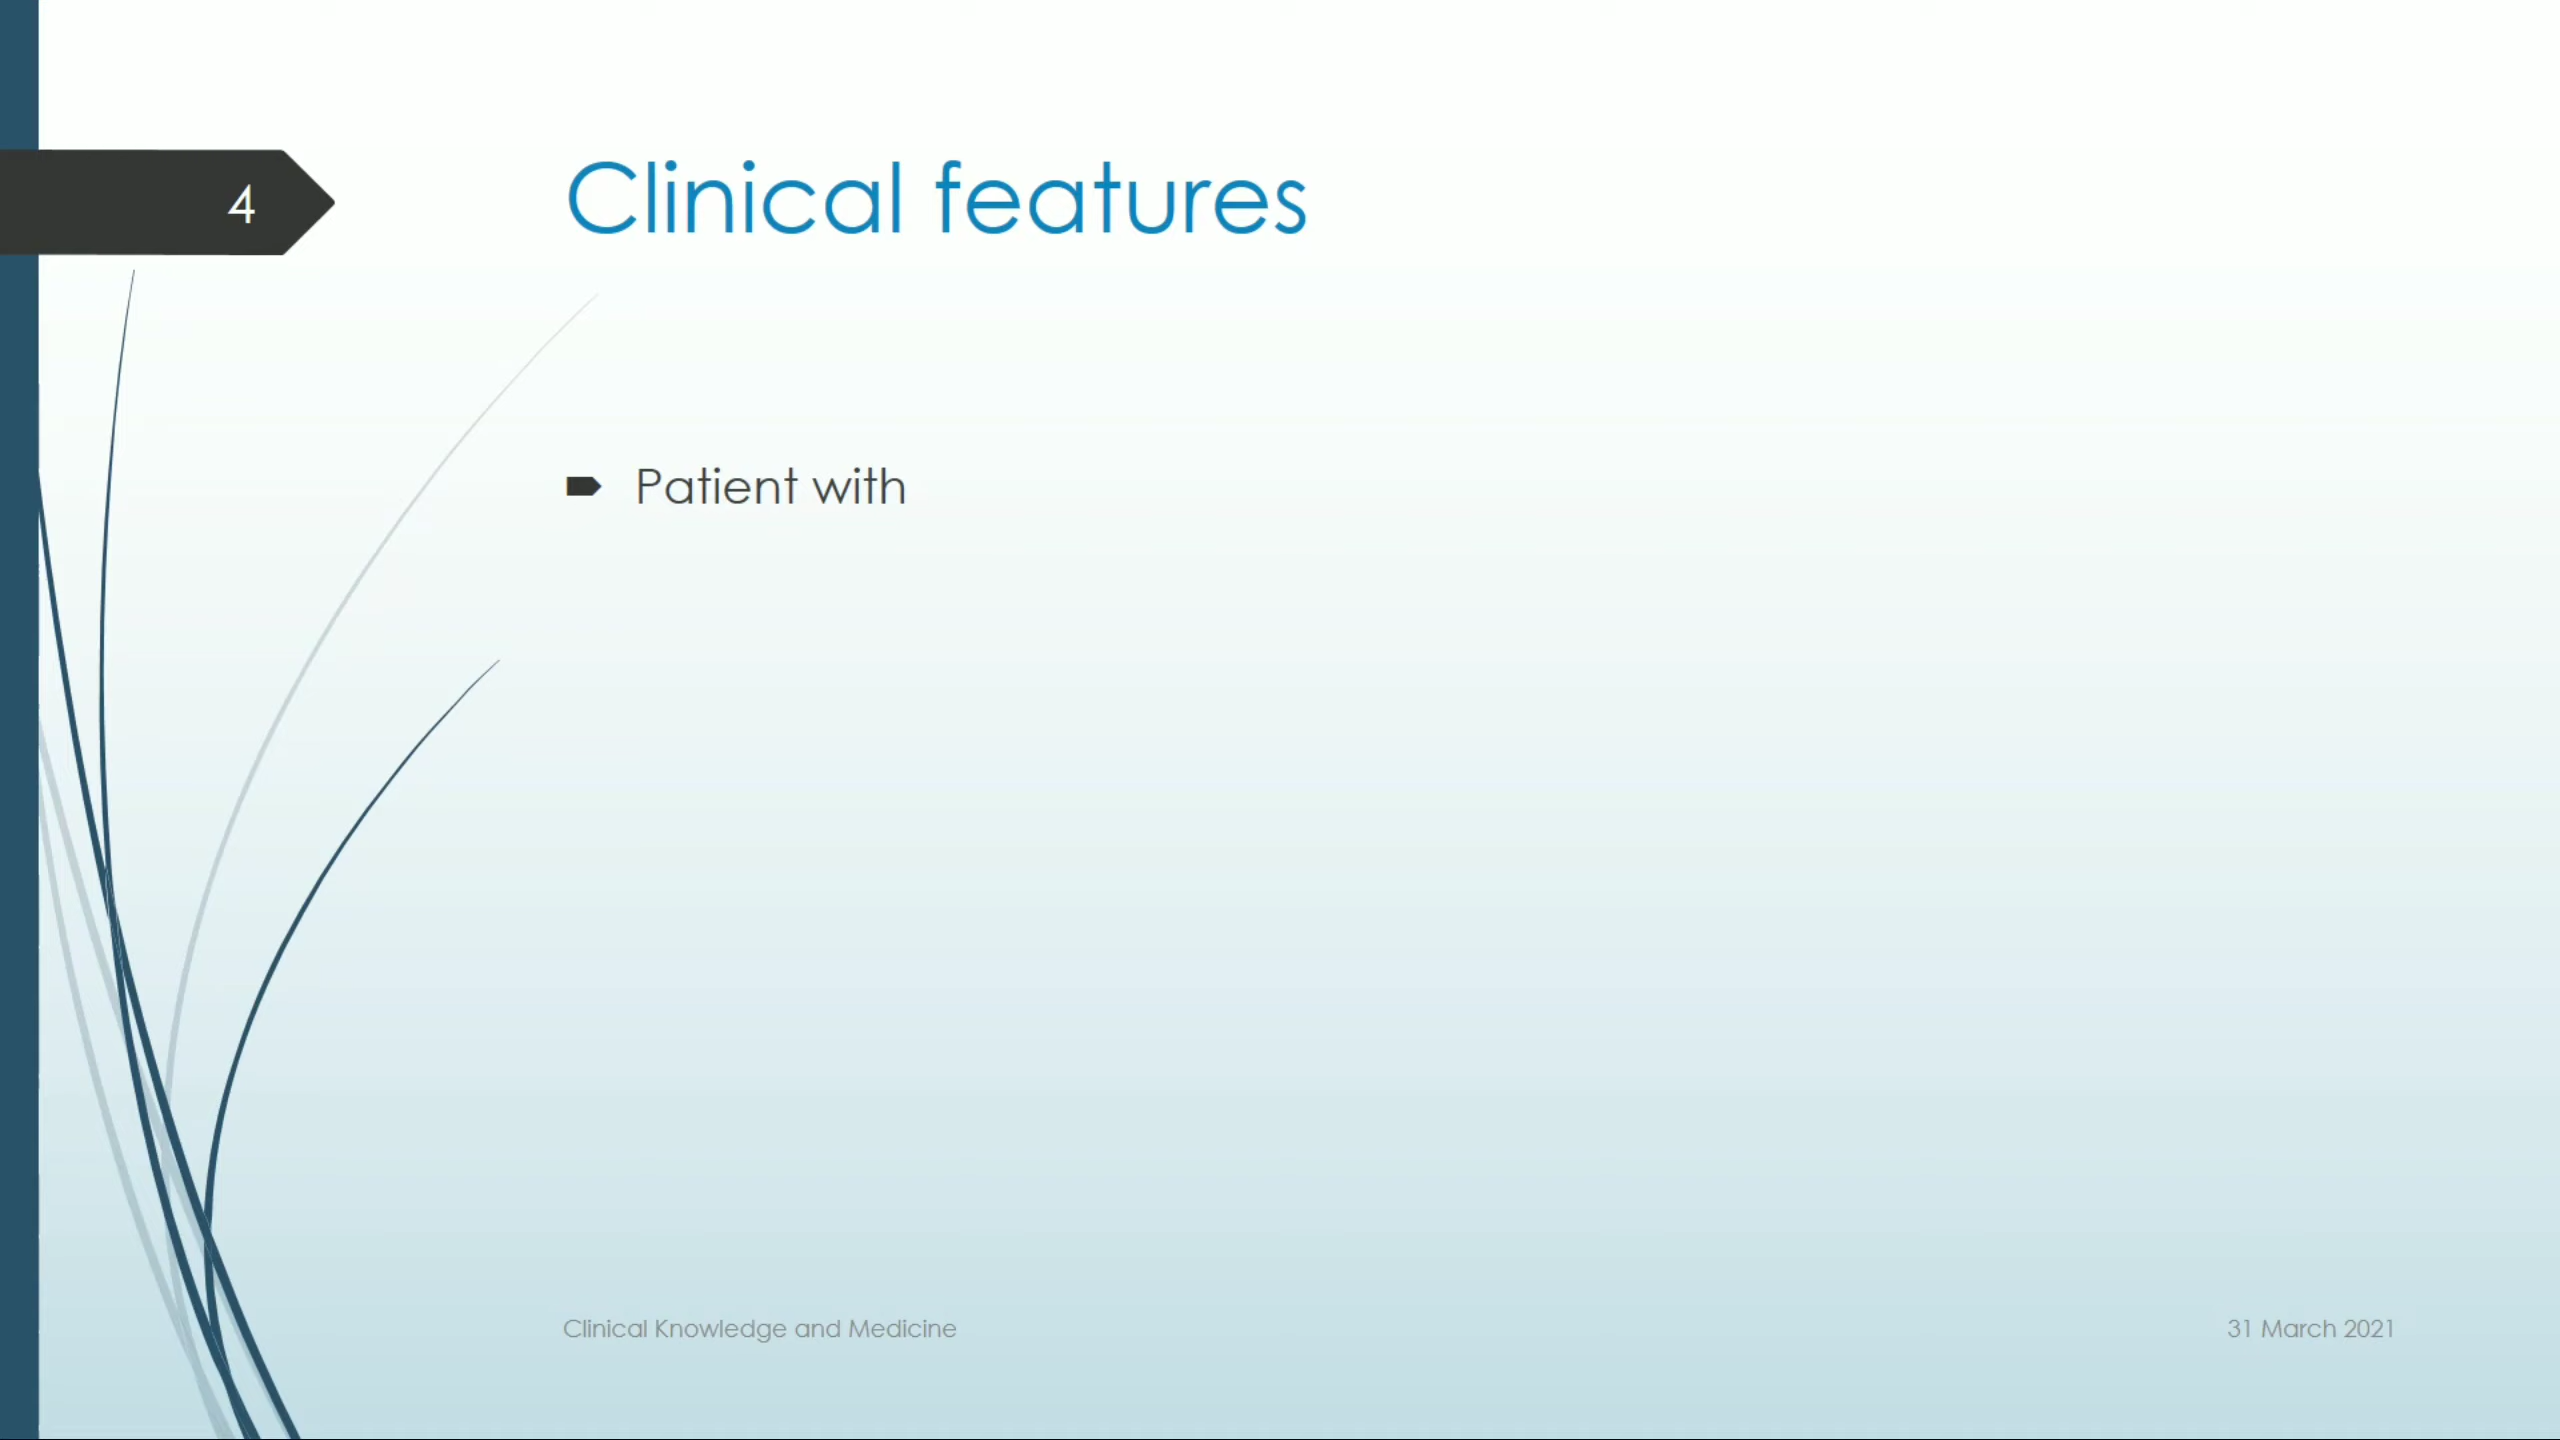 4
Clinical features
Patient with
Clinical Knowledge and Medicine
31 March 2021